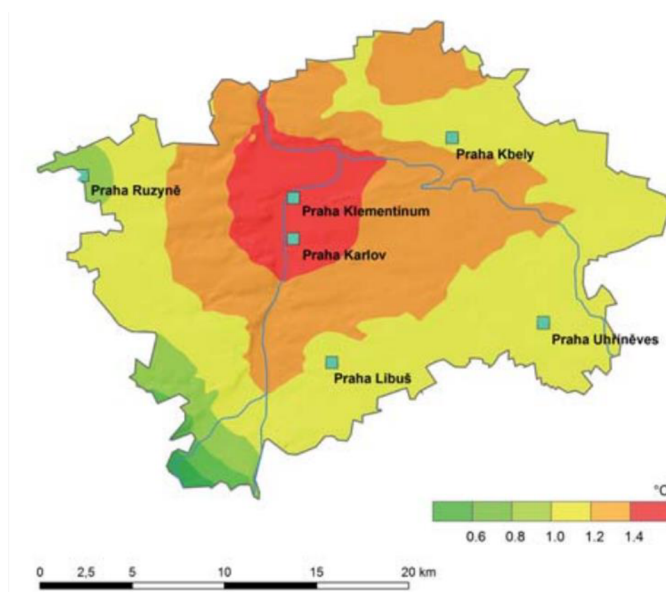 Praha Kbely
Praha Ruzyně
Praha Klementinum
Praha Karlov
Praha Uhříněves
Praha Libuš
0.6 0.8 1.0 1.2 1.4
0 2,5 5 10 15 20 km